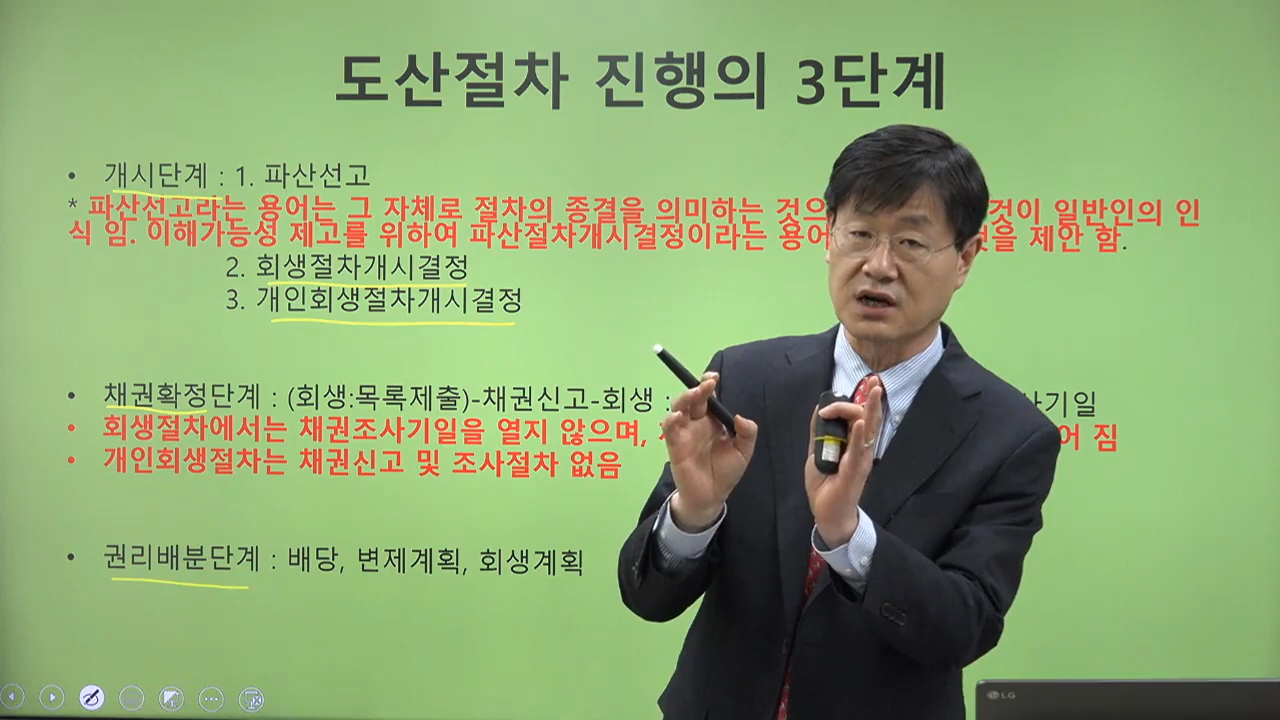 도산절차 진행의 3단계
• 개시단계 : 1. 파산선고
* 파산선고라는 용어는 그 자체로 절차의 종결을 의미하는 것으 것이 일반인의 인
식 임. 이해가능성 제고를 위하여 파산절차개시결정이라는 용어 제안 함.
2. 회생절차개시결정
3. 개인회생절차개시결정
• 채권확정단계 : (회생:목록제출)-채권신고-회생 : 사기일
• 회생절차에서는 채권조사기일을 열지 않으며, 어 짐
• 개인회생절차는 채권신고 및 조사절차 없음
• 권리배분단계 : 배당, 변제계획, 회생계획
LG